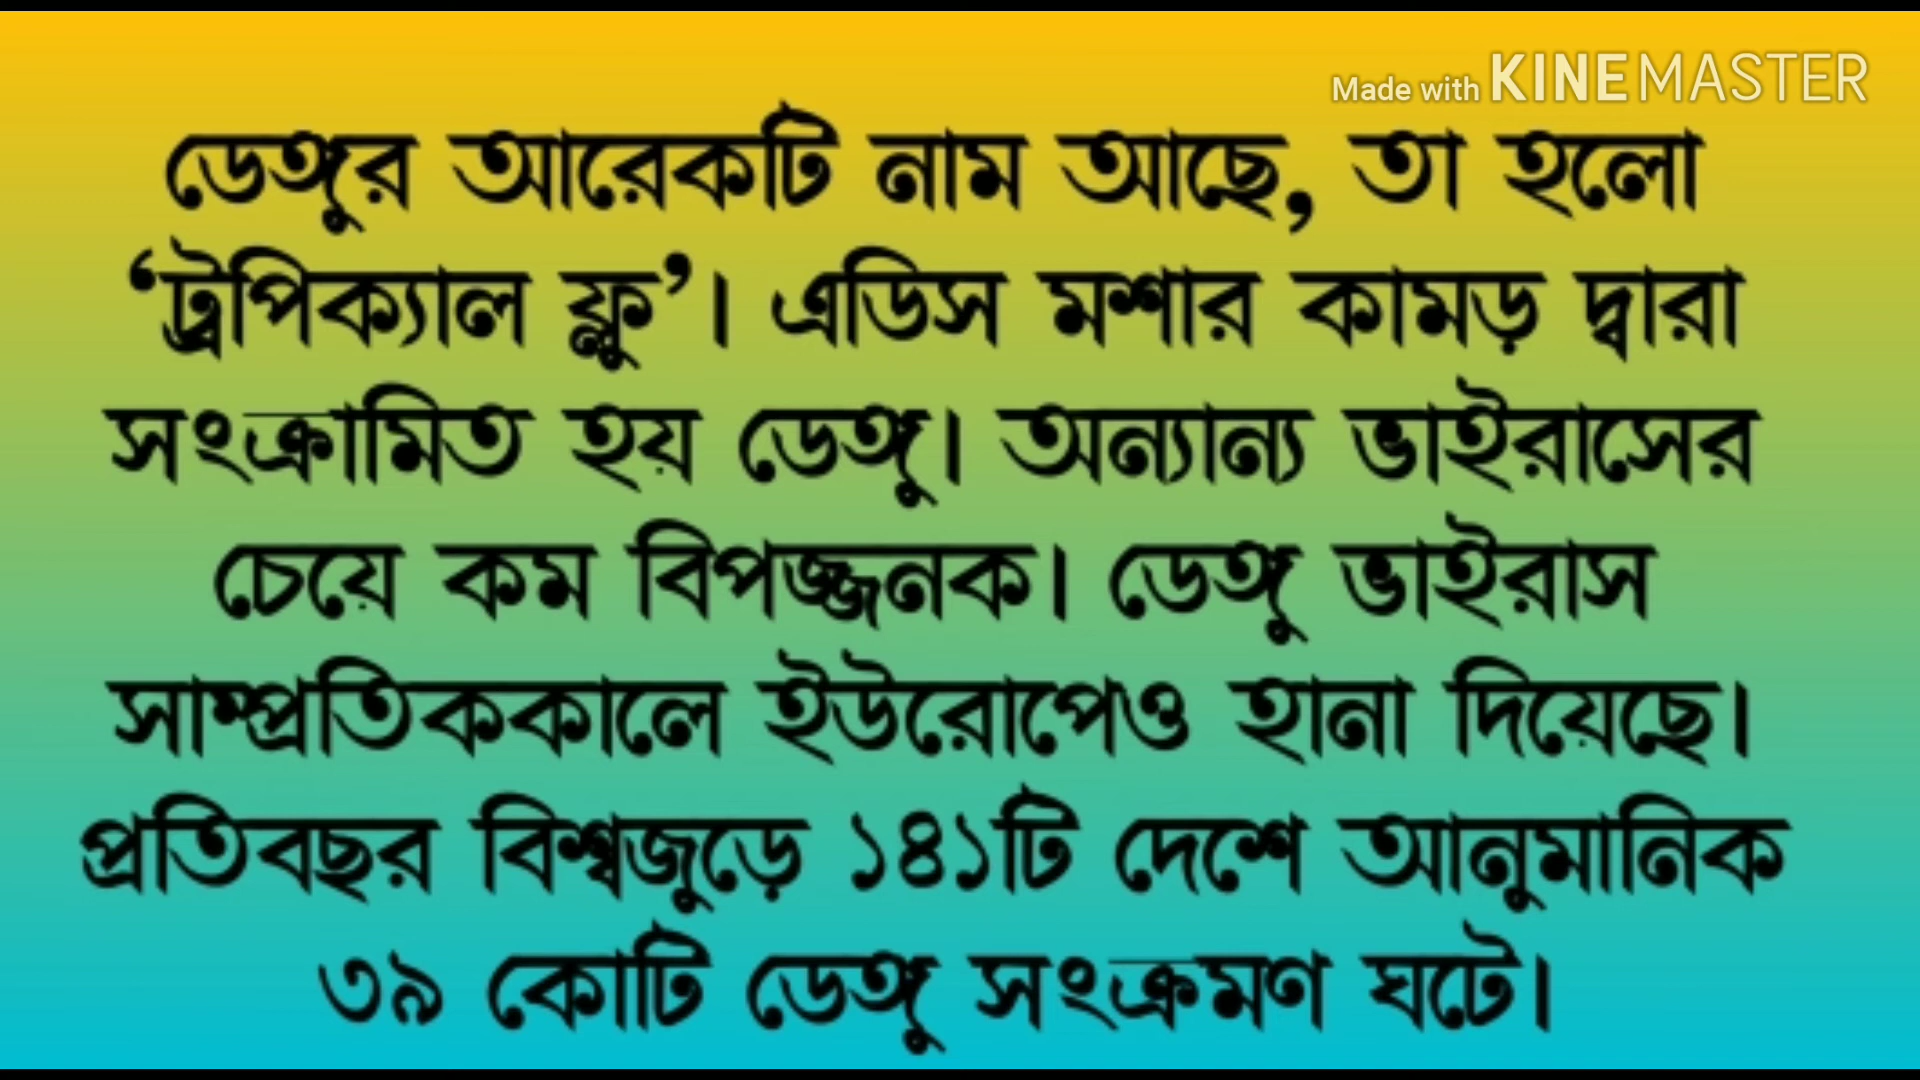 Made with KINEMASTER
ডেঙ্গুর আরেকটি নাম আছে, তা হলো
‘ট্রপিক্যাল ফ্লু’। এডিস মশার কামড় দ্বারা
সংক্রামিত হয় ডেঙ্গু। অন্যান্য ভাইরাসের
চেয়ে কম বিপজ্জনক। ডেঙ্গু ভাইরাস
সাম্প্রতিককালে ইউরোপেও হানা দিয়েছে।
প্রতিবছর বিশ্বজুড়ে ১৪১টি দেশে আনুমানিক
৩৯ কোটি ডেঙ্গু সংক্রমণ ঘটে।